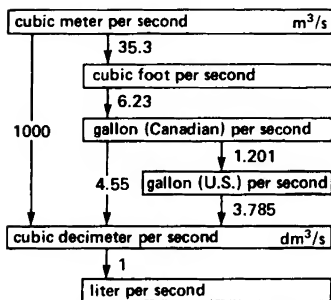 cubic meter per second m³/s
35.3
cubic foot per second
6.23
1000
gallon (Canadian) per second
1.201
4.55
gallon (U.S.) per second
3.785
cubic decimeter per second dm³/s
1
liter per second